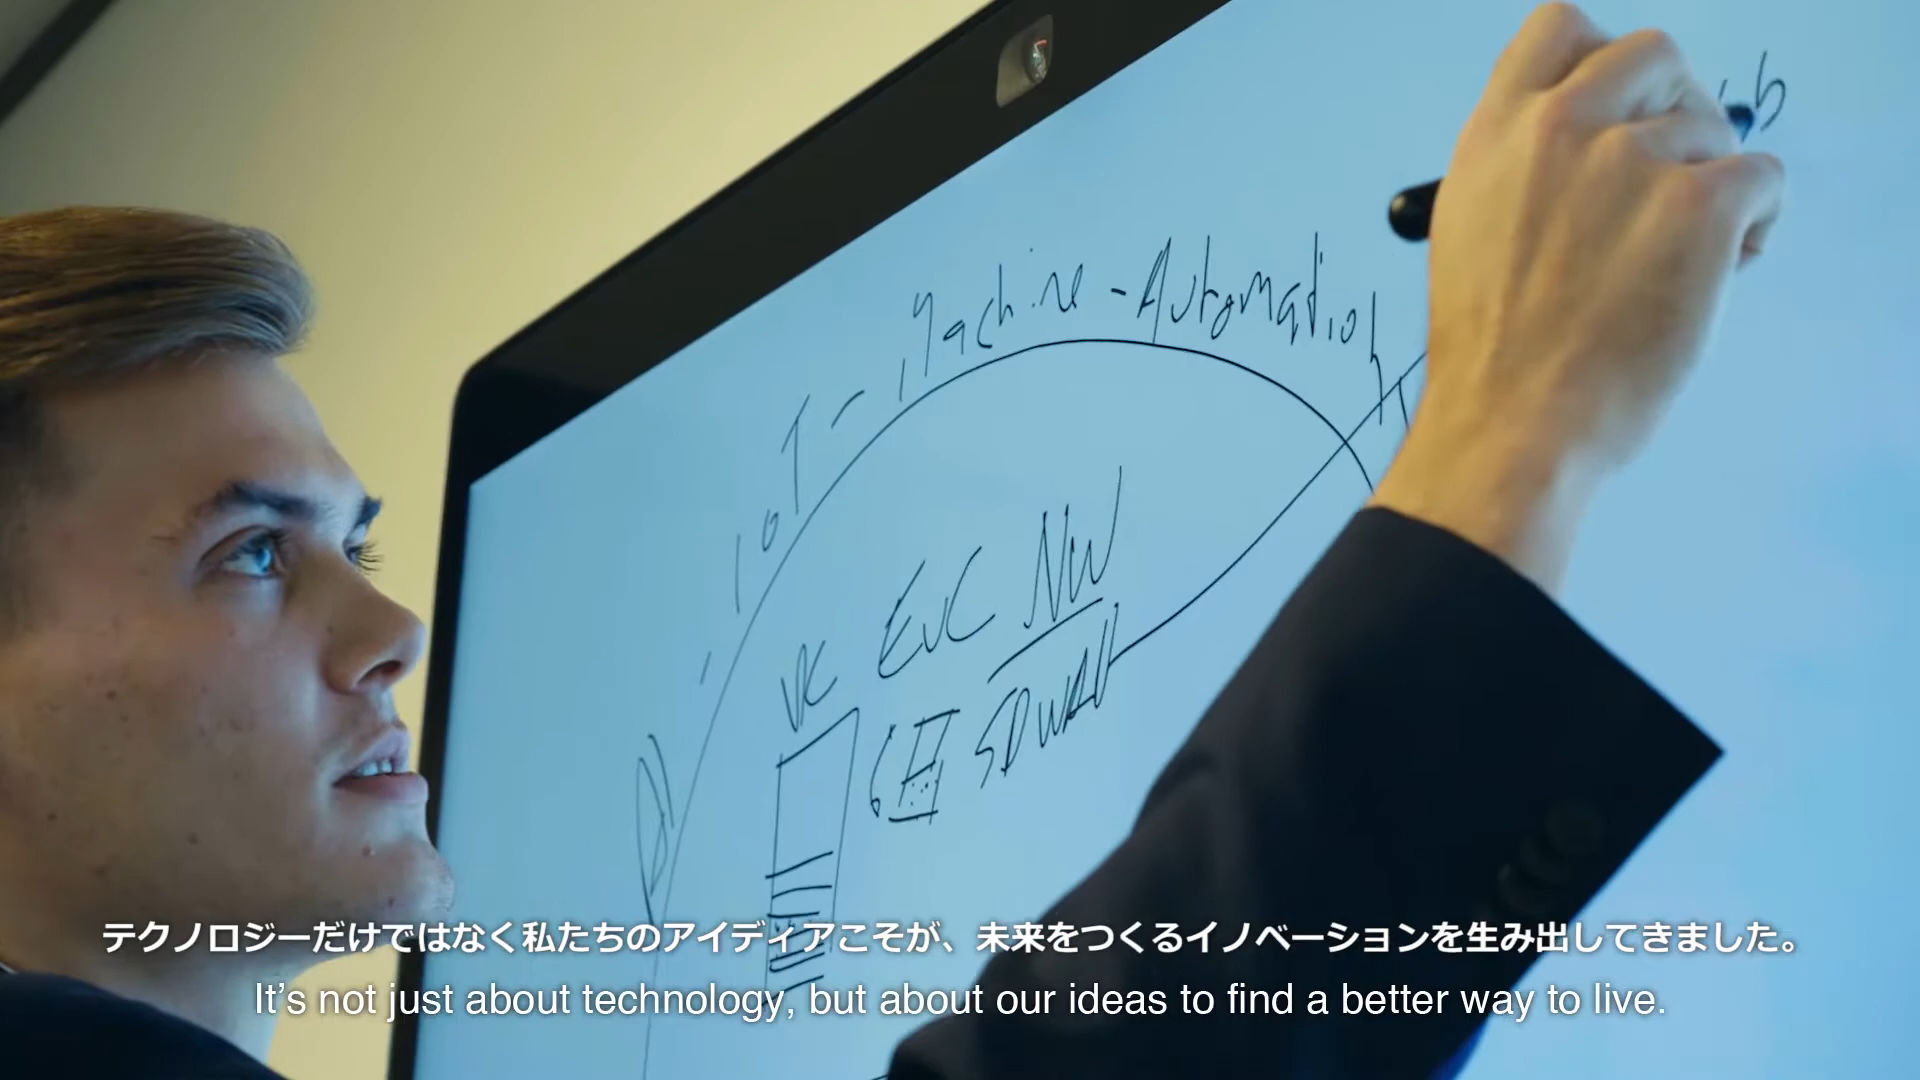 IoT - Machine - Automation
VC EVC NW
SDWAN
テクノロジーだけではなく私たちのアイディアこそが、未来をつくるイノベーションを生み出してきました。
It's not just about technology, but about our ideas to find a better way to live.